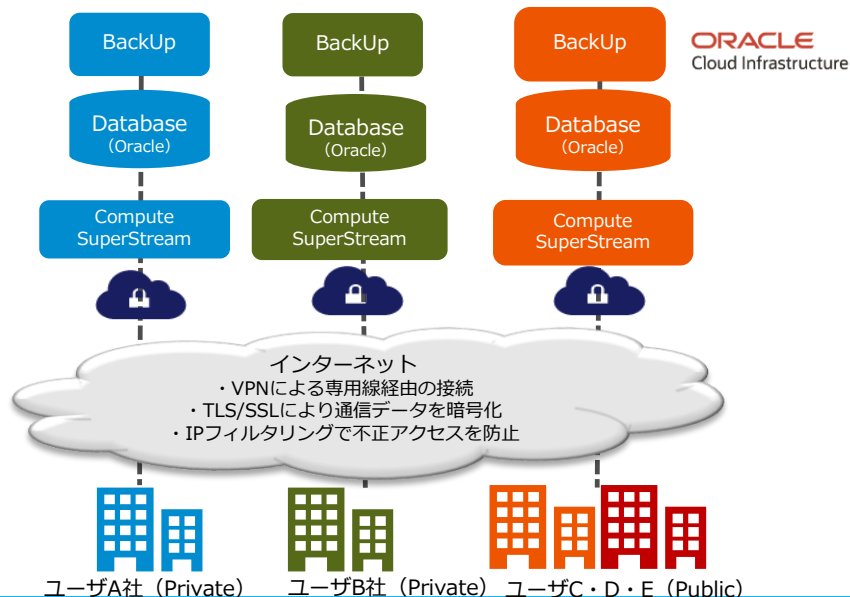 BackUp
BackUp
BackUp
ORACLE
Cloud Infrastructure
Database
（Oracle）
Database
（Oracle）
Database
（Oracle）
Compute
SuperStream
Compute
SuperStream
Compute
SuperStream
インターネット
・VPNによる専用線経由の接続
・TLS/SSLにより通信データを暗号化
・IPフィルタリングで不正アクセスを防止
ユーザA社（Private）
ユーザB社（Private）
ユーザC・D・E（Public）